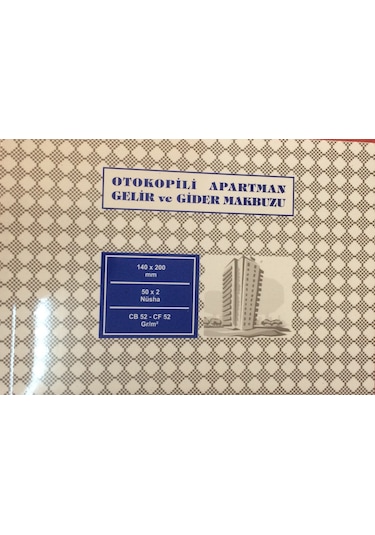 OTOKOPİLİ APARTMAN
GELİR ve GİDER MAKBUZU
140 x 200
mm
50 x 2
Nüsha
CB 52 - CF 52
Gr/m²